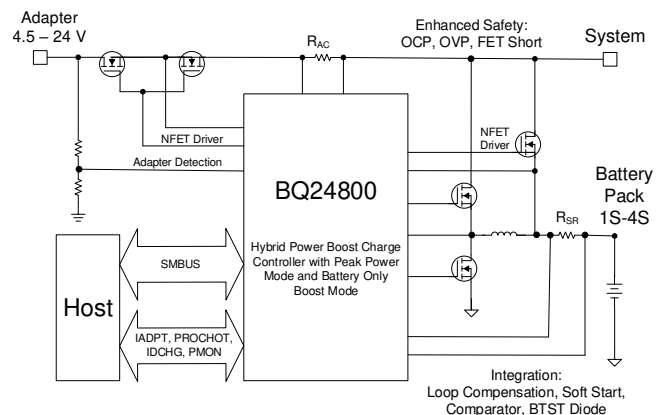 Adapter
4.5 – 24 V
R_AC
Enhanced Safety:
OCP, OVP, FET Short
System
NFET Driver
Adapter Detection
NFET
Driver
BQ24800
Hybrid Power Boost Charge
Controller with Peak Power
Mode and Battery Only
Boost Mode
Battery
Pack
1S-4S
R_SR
Host
SMBUS
IADPT, PROCHOT,
IDCHG, PMON
Integration:
Loop Compensation, Soft Start,
Comparator, BTST Diode